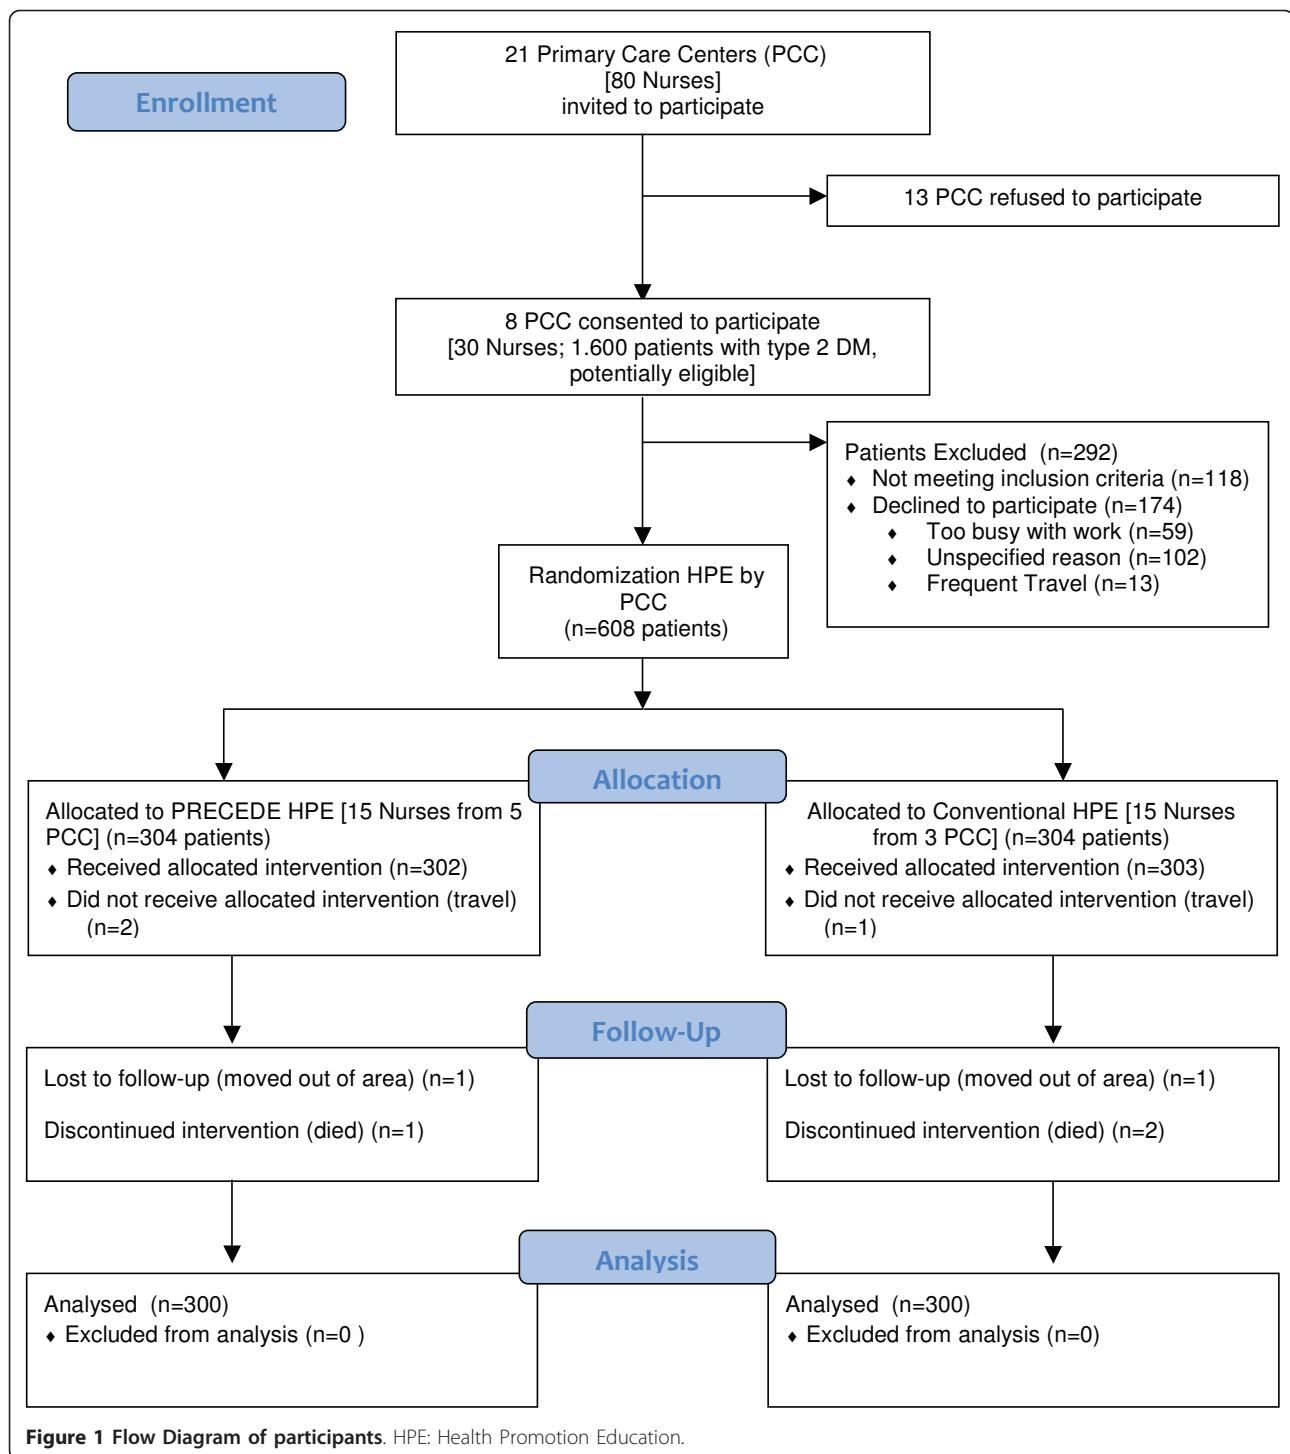 21 Primary Care Centers (PCC)
[80 Nurses]
invited to participate
Enrollment
13 PCC refused to participate
8 PCC consented to participate
[30 Nurses; 1.600 patients with type 2 DM,
potentially eligible]
Patients Excluded (n=292)
♦ Not meeting inclusion criteria (n=118)
♦ Declined to participate (n=174)
♦ Too busy with work (n=59)
♦ Unspecified reason (n=102)
♦ Frequent Travel (n=13)
Randomization HPE by
PCC
(n=608 patients)
Allocation
Allocated to PRECEDE HPE [15 Nurses from 5
PCC] (n=304 patients)
♦ Received allocated intervention (n=302)
♦ Did not receive allocated intervention (travel)
(n=2)
Allocated to Conventional HPE [15 Nurses
from 3 PCC] (n=304 patients)
♦ Received allocated intervention (n=303)
♦ Did not receive allocated intervention (travel)
(n=1)
Follow-Up
Lost to follow-up (moved out of area) (n=1)
Discontinued intervention (died) (n=1)
Lost to follow-up (moved out of area) (n=1)
Discontinued intervention (died) (n=2)
Analysis
Analysed (n=300)
♦ Excluded from analysis (n=0 )
Analysed (n=300)
♦ Excluded from analysis (n=0)
Figure 1 Flow Diagram of participants. HPE: Health Promotion Education.